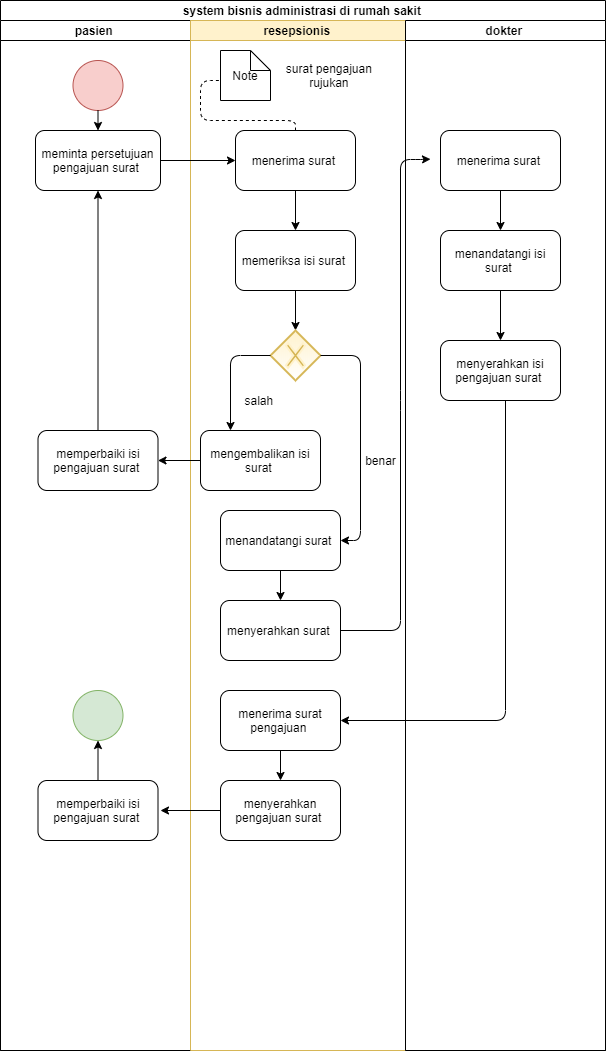 system bisnis administrasi di rumah sakit
pasien
resepsionis
dokter
Note
surat pengajuan
rujukan
meminta persetujuan
pengajuan surat
menerima surat
menerima surat
memeriksa isi surat
menandatangi isi
surat
menyerahkan isi
pengajuan surat
salah
memperbaiki isi
pengajuan surat
mengembalikan isi
surat
benar
menandatangi surat
menyerahkan surat
menerima surat
pengajuan
memperbaiki isi
pengajuan surat
menyerahkan
pengajuan surat